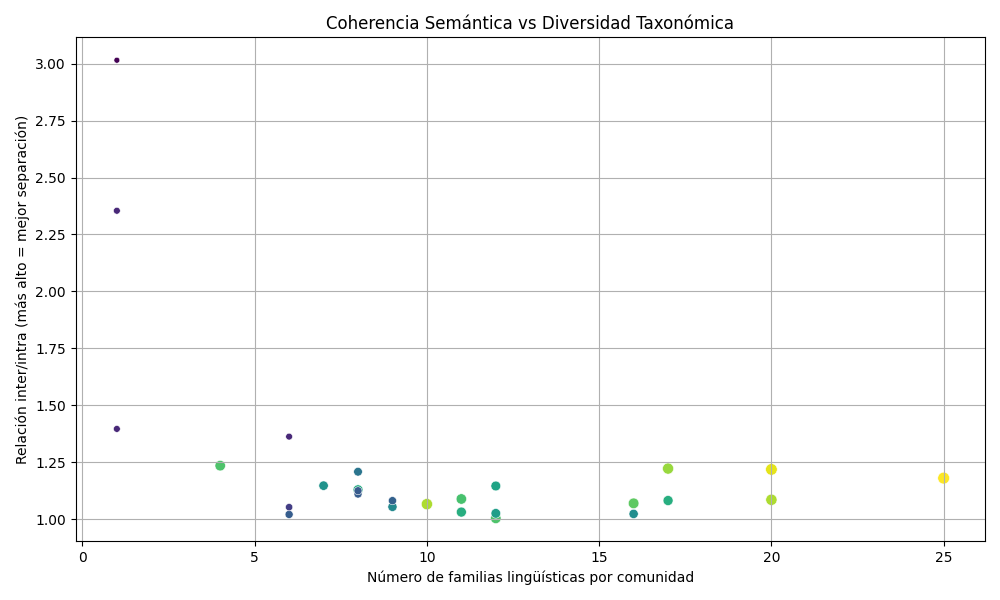 Coherencia Semántica vs Diversidad Taxonómica
Relación inter/intra (más alto = mejor separación)
3.00
2.75
2.50
2.25
2.00
1.75
1.50
1.25
1.00
0 5 10 15 20 25
Número de familias lingüísticas por comunidad